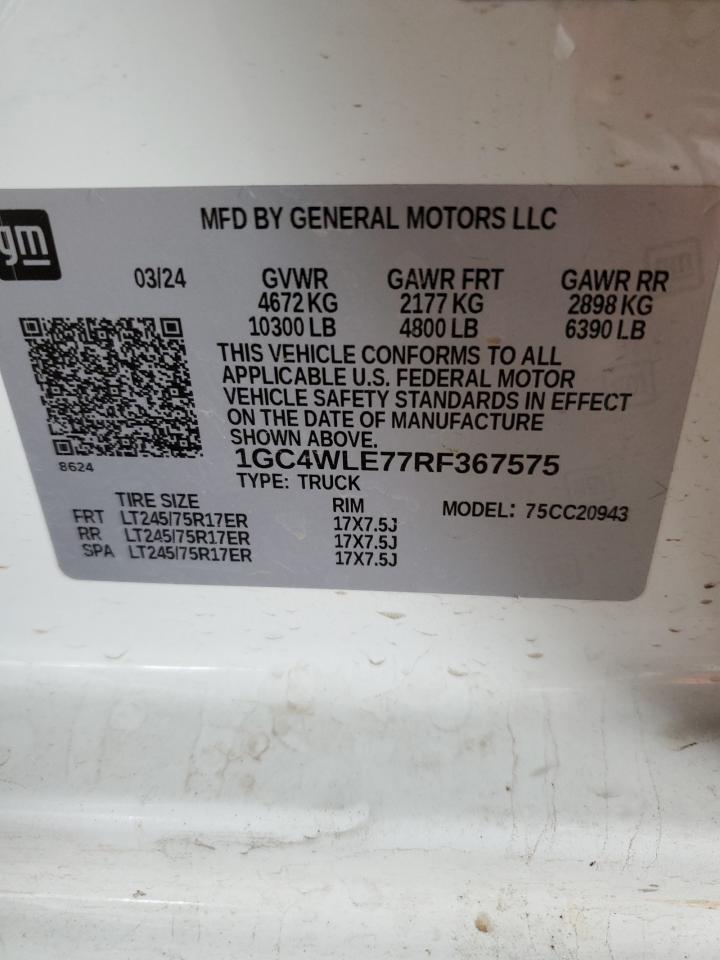 gm
MFD BY GENERAL MOTORS LLC
03/24 GVWR GAWR FRT GAWR RR
4672 KG 2177 KG 2898 KG
10300 LB 4800 LB 6390 LB
THIS VEHICLE CONFORMS TO ALL
APPLICABLE U.S. FEDERAL MOTOR
VEHICLE SAFETY STANDARDS IN EFFECT
ON THE DATE OF MANUFACTURE
SHOWN ABOVE.
8624
1GC4WLE77RF367575
TYPE: TRUCK
TIRE SIZE RIM MODEL: 75CC20943
FRT LT245/75R17ER 17X7.5J
RR LT245/75R17ER 17X7.5J
SPA LT245/75R17ER 17X7.5J